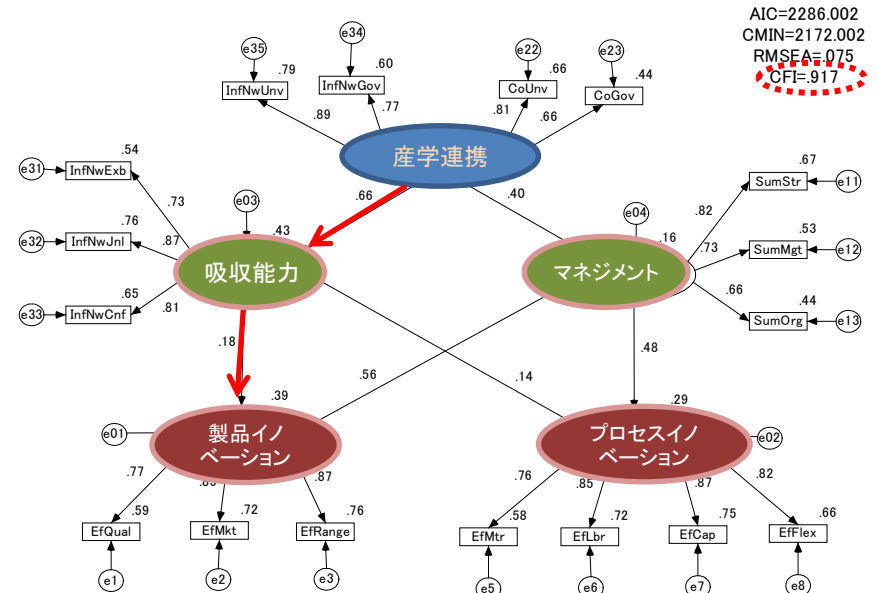 AIC=2286.002
CMIN=2172.002
RMSEA=.075
CFI=.917
e35
e34
e22
e23
.79
InfNwUnv
.60
InfNwGov
.66
CoUnv
.44
CoGov
.89
.77
.81
.66
産学連携
e31
.54
InfNwExb
.73
e32
.76
InfNwJnl
.87
e33
.65
InfNwCnf
.81
.66
.40
e03
.43
吸収能力
e04
.16
マネジメント
.67
SumStr
e11
.82
.53
SumMgt
e12
.73
.44
SumOrg
e13
.66
.18
.56
.14
.48
e01
.39
製品イノ
ベーション
.29
プロセスイノ
ベーション
e02
.77
.87
.76
.85
.87
.82
.59
EfQual
.72
EfMkt
.76
EfRange
.58
EfMtr
.72
EfLbr
.75
EfCap
.66
EfFlex
e1
e2
e3
e5
e6
e7
e8